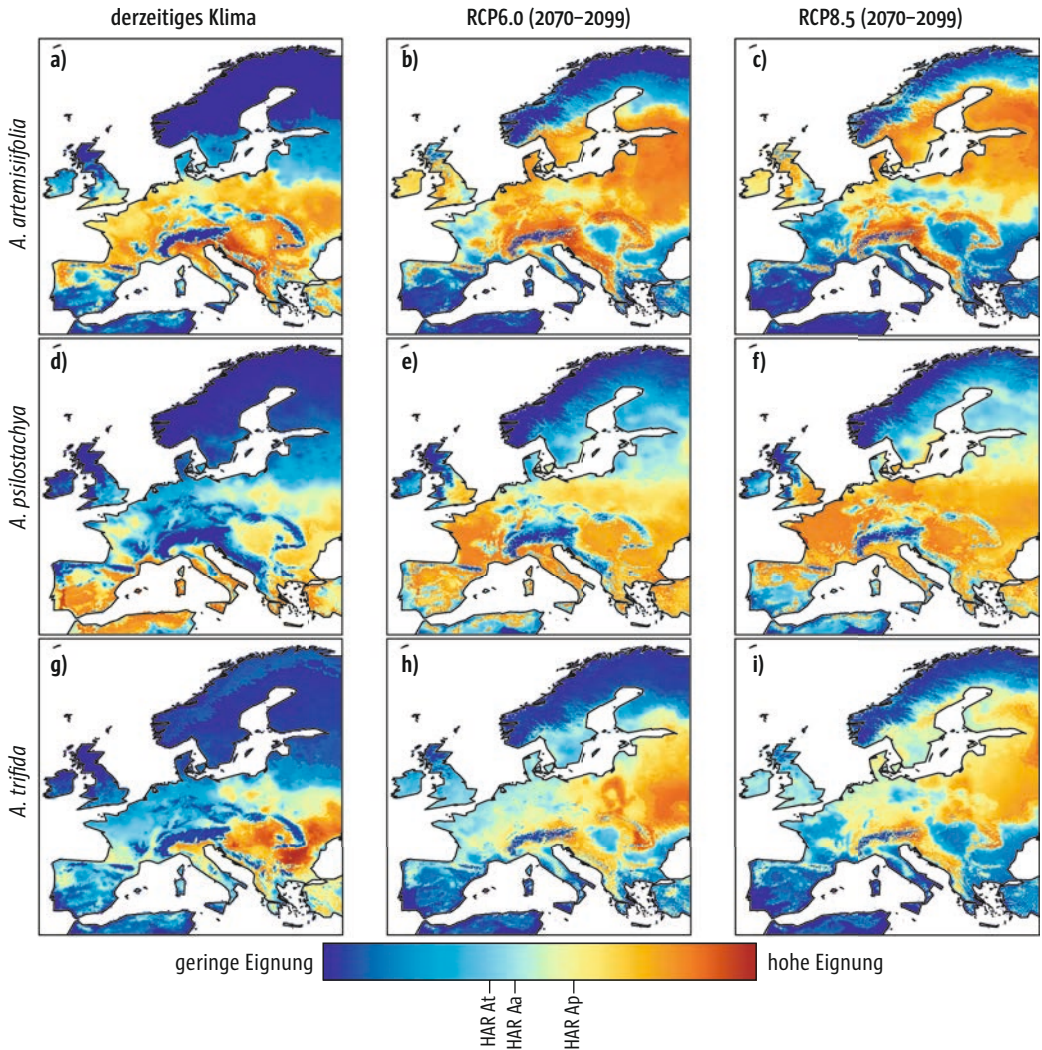 derzeitiges Klima
RCP6.0 (2070–2099)
RCP8.5 (2070–2099)
a)
b)
c)
A. artemisiifolia
d)
e)
f)
A. psilostachya
g)
h)
i)
A. trifida
geringe Eignung
hohe Eignung
HAR At
HAR Aa
HAR Ap